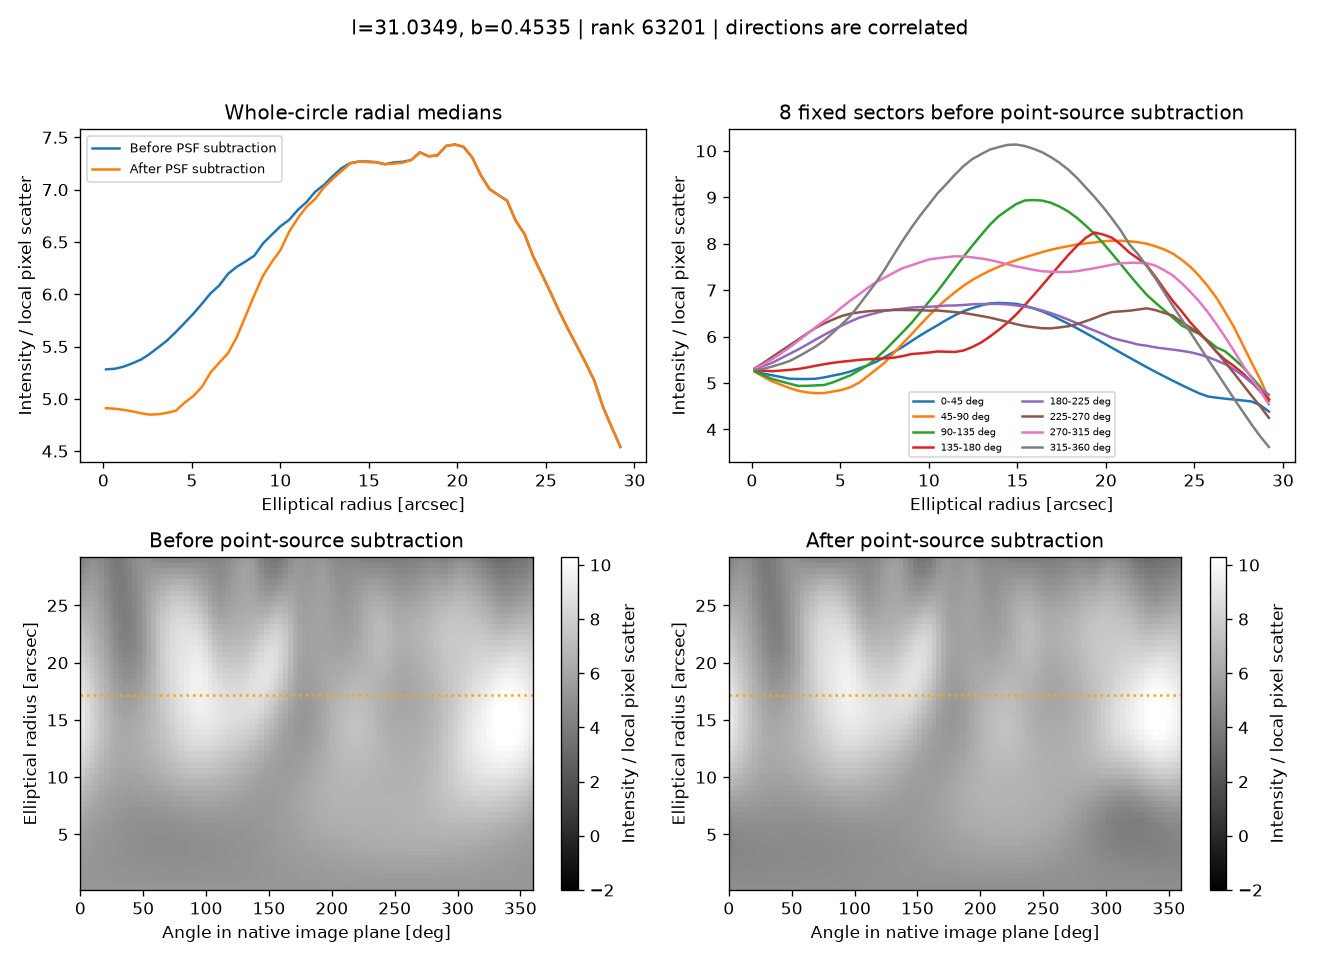 l=31.0349, b=0.4535 | rank 63201 | directions are correlated
Whole-circle radial medians
Before PSF subtraction
After PSF subtraction
7.5
7.0
6.5
6.0
5.5
5.0
4.5
Intensity / local pixel scatter
0 5 10 15 20 25 30
Elliptical radius [arcsec]
8 fixed sectors before point-source subtraction
10
9
8
7
6
5
4
Intensity / local pixel scatter
0-45 deg
45-90 deg
90-135 deg
135-180 deg
180-225 deg
225-270 deg
270-315 deg
315-360 deg
0 5 10 15 20 25 30
Elliptical radius [arcsec]
Before point-source subtraction
25
20
15
10
5
Elliptical radius [arcsec]
0 50 100 150 200 250 300 350
Angle in native image plane [deg]
10
8
6
4
2
0
−2
Intensity / local pixel scatter
After point-source subtraction
25
20
15
10
5
Elliptical radius [arcsec]
0 50 100 150 200 250 300 350
Angle in native image plane [deg]
10
8
6
4
2
0
−2
Intensity / local pixel scatter